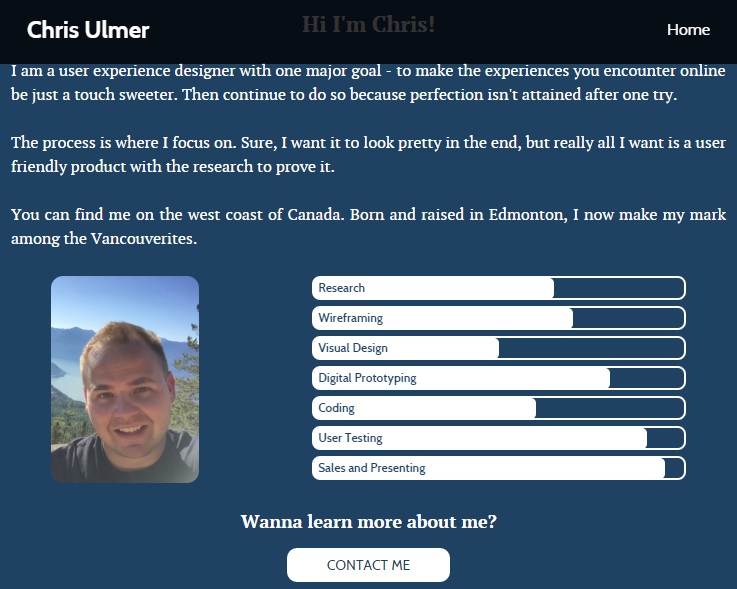 Chris Ulmer
Hi I'm Chris!
Home
I am a user experience designer with one major goal - to make the experiences you encounter online
be just a touch sweeter. Then continue to do so because perfection isn't attained after one try.
The process is where I focus on. Sure, I want it to look pretty in the end, but really all I want is a user
friendly product with the research to prove it.
You can find me on the west coast of Canada. Born and raised in Edmonton, I now make my mark
among the Vancouverites.
Research
Wireframing
Visual Design
Digital Prototyping
Coding
User Testing
Sales and Presenting
Wanna learn more about me?
CONTACT ME